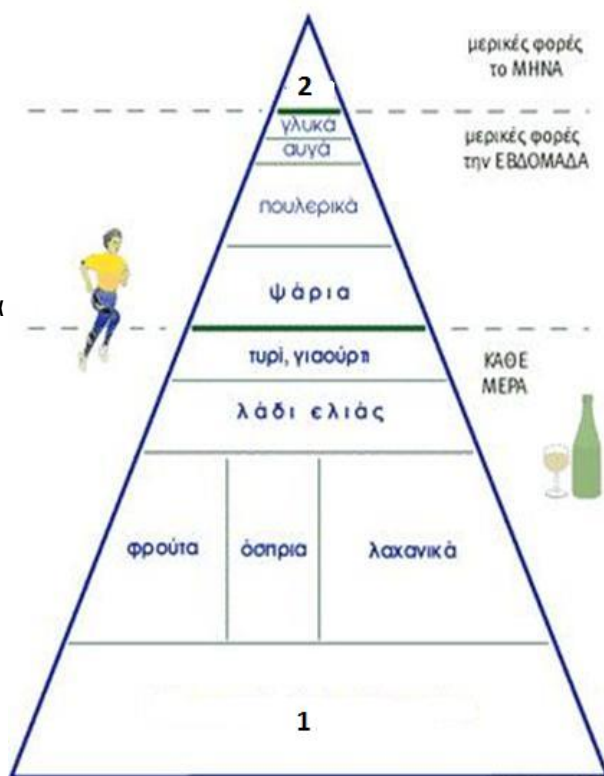 μερικές φορές
το ΜΗΝΑ
2
γλυκά
αυγά
μερικές φορές
την ΕΒΔΟΜΑΔΑ
πουλερικά
ψάρια
τυρί, γιαούρτι
ΚΑΘΕ
ΜΕΡΑ
λάδι ελιάς
φρούτα
όσπρια
λαχανικά
1